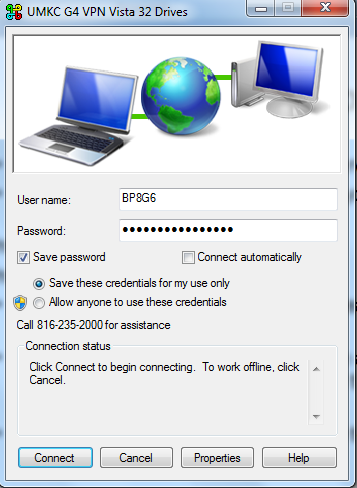 UMKC G4 VPN Vista 32 Drives
User name:
BP8G6
Password:
●●●●●●●●●●●●●●●●
Save password
Connect automatically
Save these credentials for my use only
Allow anyone to use these credentials
Call 816-235-2000 for assistance
Connection status
Click Connect to begin connecting.  To work offline, click
Cancel.
Connect
Cancel
Properties
Help